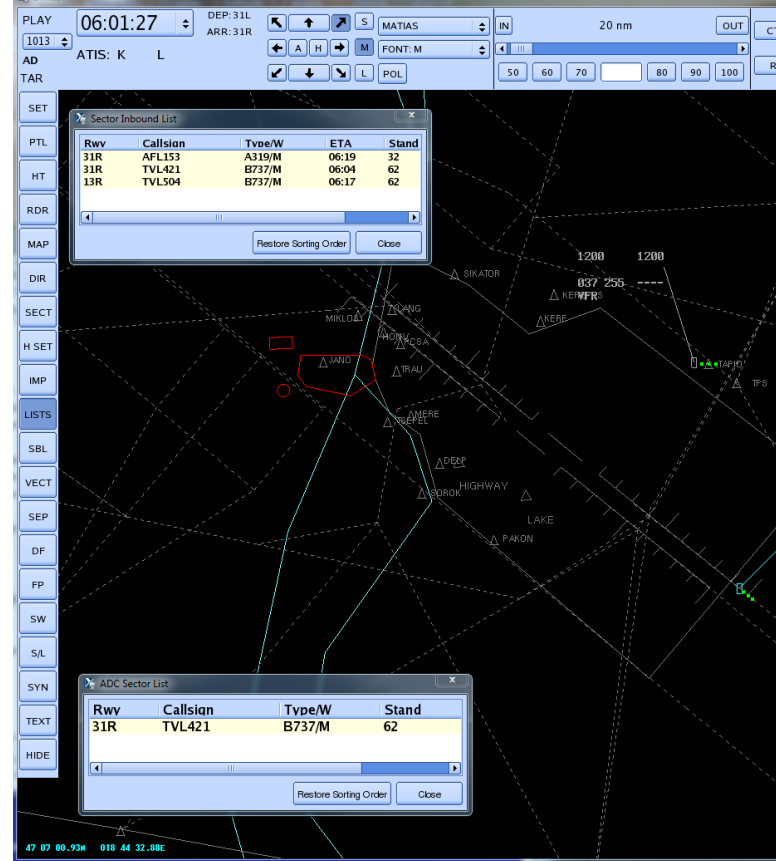 PLAY
06:01:27
DEP:31L
ARR:31R
1013
AD
ATIS: K L
TAR
A H
S
M
L
MATIAS
FONT: M
POL
IN
20 nm
OUT
50 60 70 80 90 100
SET
PTL
HT
RDR
MAP
DIR
SECT
H SET
IMP
LISTS
SBL
VECT
SEP
DF
FP
SW
S/L
SYN
TEXT
HIDE
Sector Inbound List
x
Rwy Callsign Type/W ETA Stand
31R AFL153 A319/M 06:19 32
31R TVL421 B737/M 06:04 62
13R TVL504 B737/M 06:17 62
Restore Sorting Order Close
1200 1200
037 255 ----
VFR
SIKATOR
KERE
MIKLOS
JANO
TRAU
MERE
SOROK
HIGHWAY
LAKE
PAKON
TPS
ADC Sector List
x
Rwy Callsign Type/W Stand
31R TVL421 B737/M 62
Restore Sorting Order Close
47 07 00.93N 018 44 32.88E